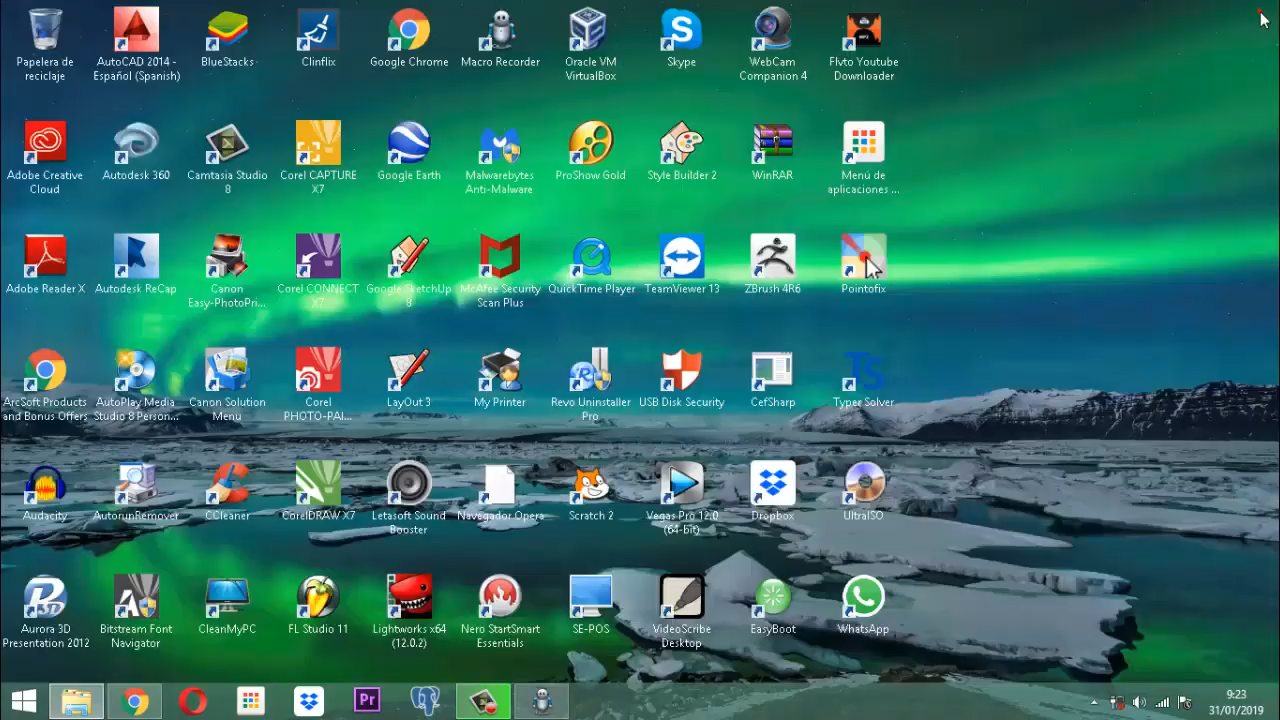 Papelera de
reciclaje
AutoCAD 2014 -
Español (Spanish)
BlueStacks
Clinflix
Google Chrome
Macro Recorder
Oracle VM
VirtualBox
Skype
WebCam
Companion 4
Flvto Youtube
Downloader
Adobe Creative
Cloud
Autodesk 360
Camtasia Studio
8
Corel CAPTURE
X7
Google Earth
Malwarebytes
Anti-Malware
ProShow Gold
Style Builder 2
WinRAR
Menú de
aplicaciones ...
Adobe Reader X
Autodesk ReCap
Canon
Easy-PhotoPri...
Corel CONNECT
X7
Google SketchUp
8
McAfee Security
Scan Plus
QuickTime Player
TeamViewer 13
ZBrush 4R6
Pointofix
ArcSoft Products
and Bonus Offers
AutoPlay Media
Studio 8 Person...
Canon Solution
Menu
Corel
PHOTO-PAI...
LayOut 3
My Printer
Revo Uninstaller
Pro
USB Disk Security
CefSharp
TS
Typer Solver
Audacity
AutorunRemover
CCleaner
CorelDRAW X7
Letasoft Sound
Booster
Navegador Opera
Scratch 2
Vegas Pro 12.0
(64-bit)
Dropbox
UltraISO
Aurora 3D
Presentation 2012
Bitstream Font
Navigator
CleanMyPC
FL Studio 11
Lightworks x64
(12.0.2)
Nero StartSmart
Essentials
SE-POS
VideoScribe
Desktop
EasyBoot
WhatsApp
Pr
9:23
31/01/2019